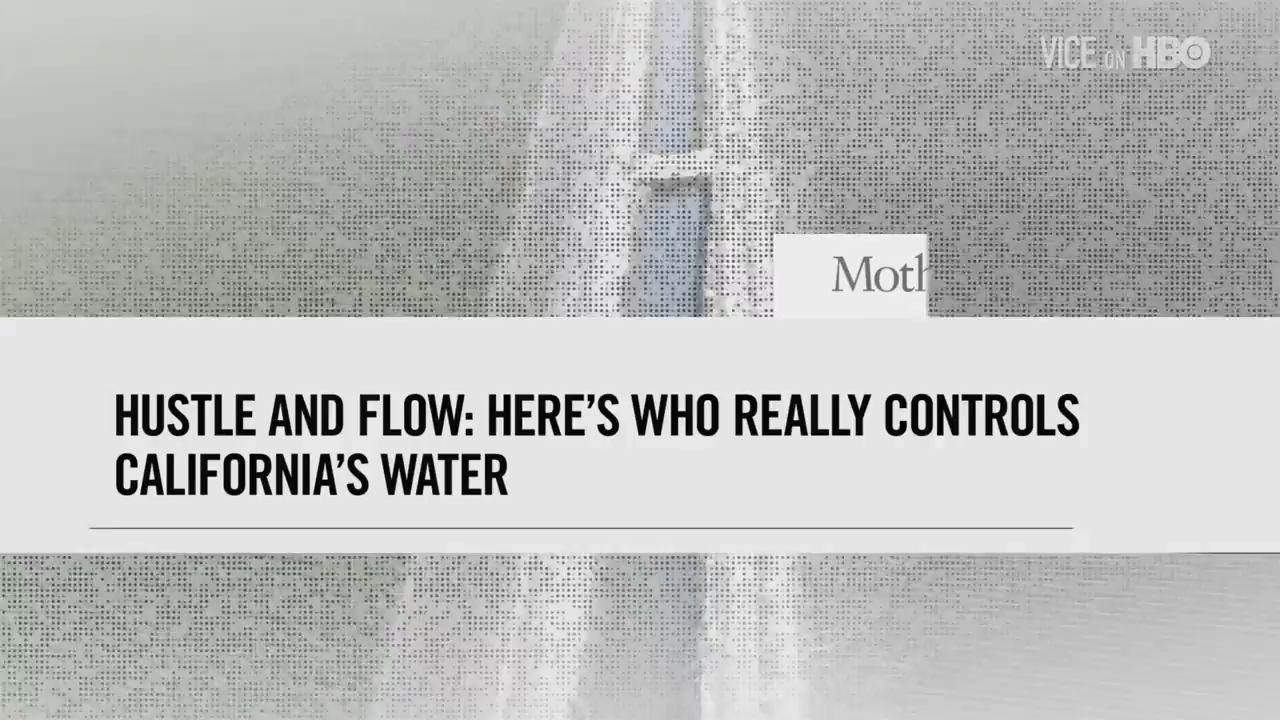 VICE ON HBO
Moth
HUSTLE AND FLOW: HERE'S WHO REALLY CONTROLS
CALIFORNIA'S WATER